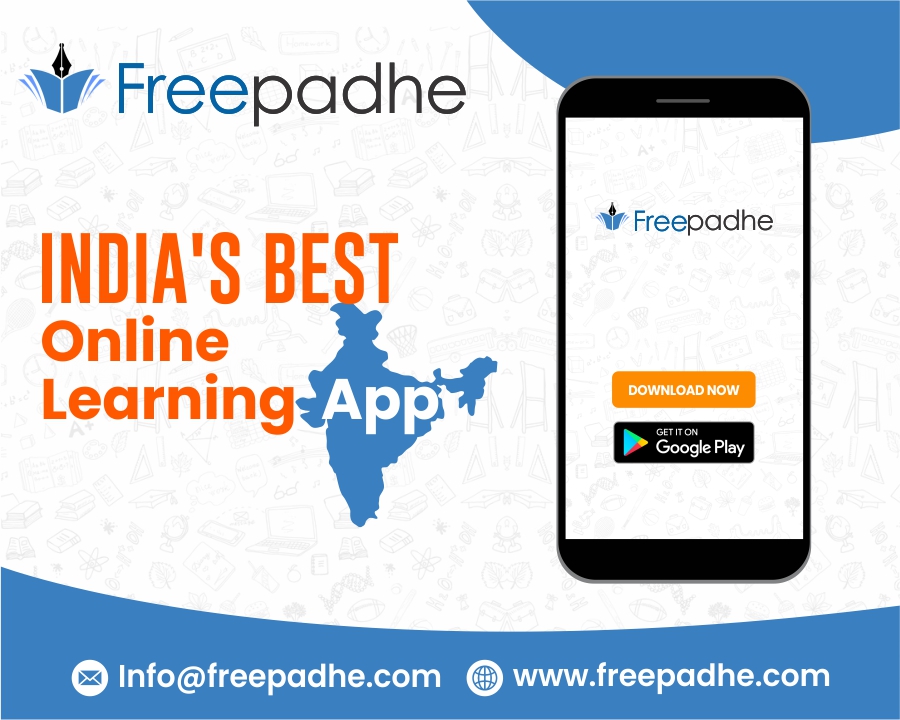 Freepadhe
INDIA'S BEST
Online
Learning App
Freepadhe
DOWNLOAD NOW
GET IT ON
Google Play
Info@freepadhe.com
www.freepadhe.com